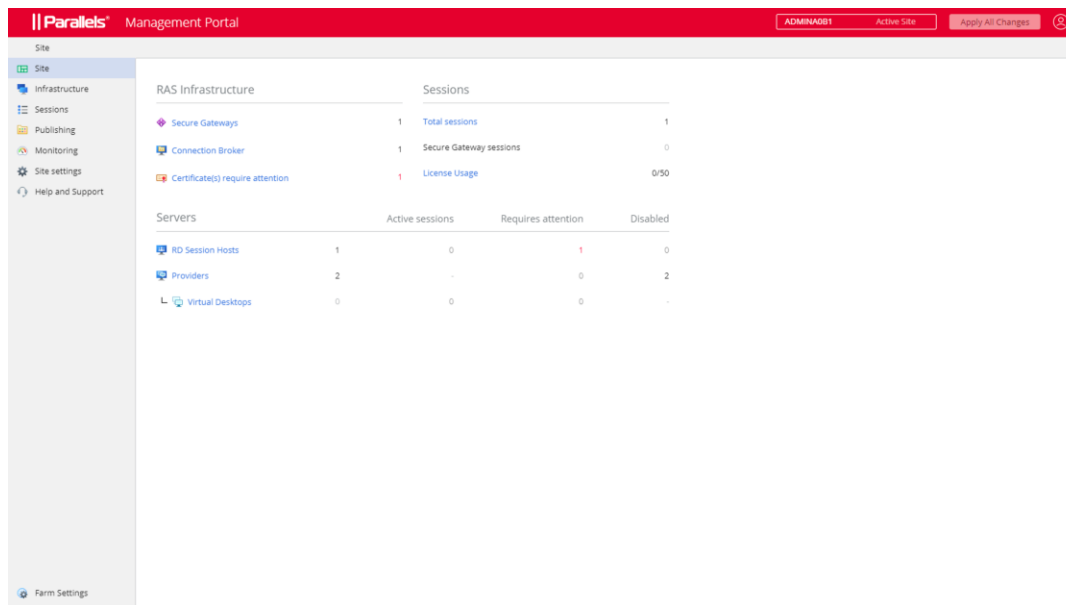 Parallels® Management Portal
ADMINA0B1 Active Site
Apply All Changes
Site
Site
Infrastructure
Sessions
Publishing
Monitoring
Site settings
Help and Support
RAS Infrastructure
Secure Gateways 1
Connection Broker 1
Certificate(s) require attention 1
Sessions
Total sessions 1
Secure Gateway sessions 0
License Usage 0/50
Servers Active sessions Requires attention Disabled
RD Session Hosts 1 0 1 0
Providers 2 - 0 2
Virtual Desktops 0 0 0 -
Farm Settings